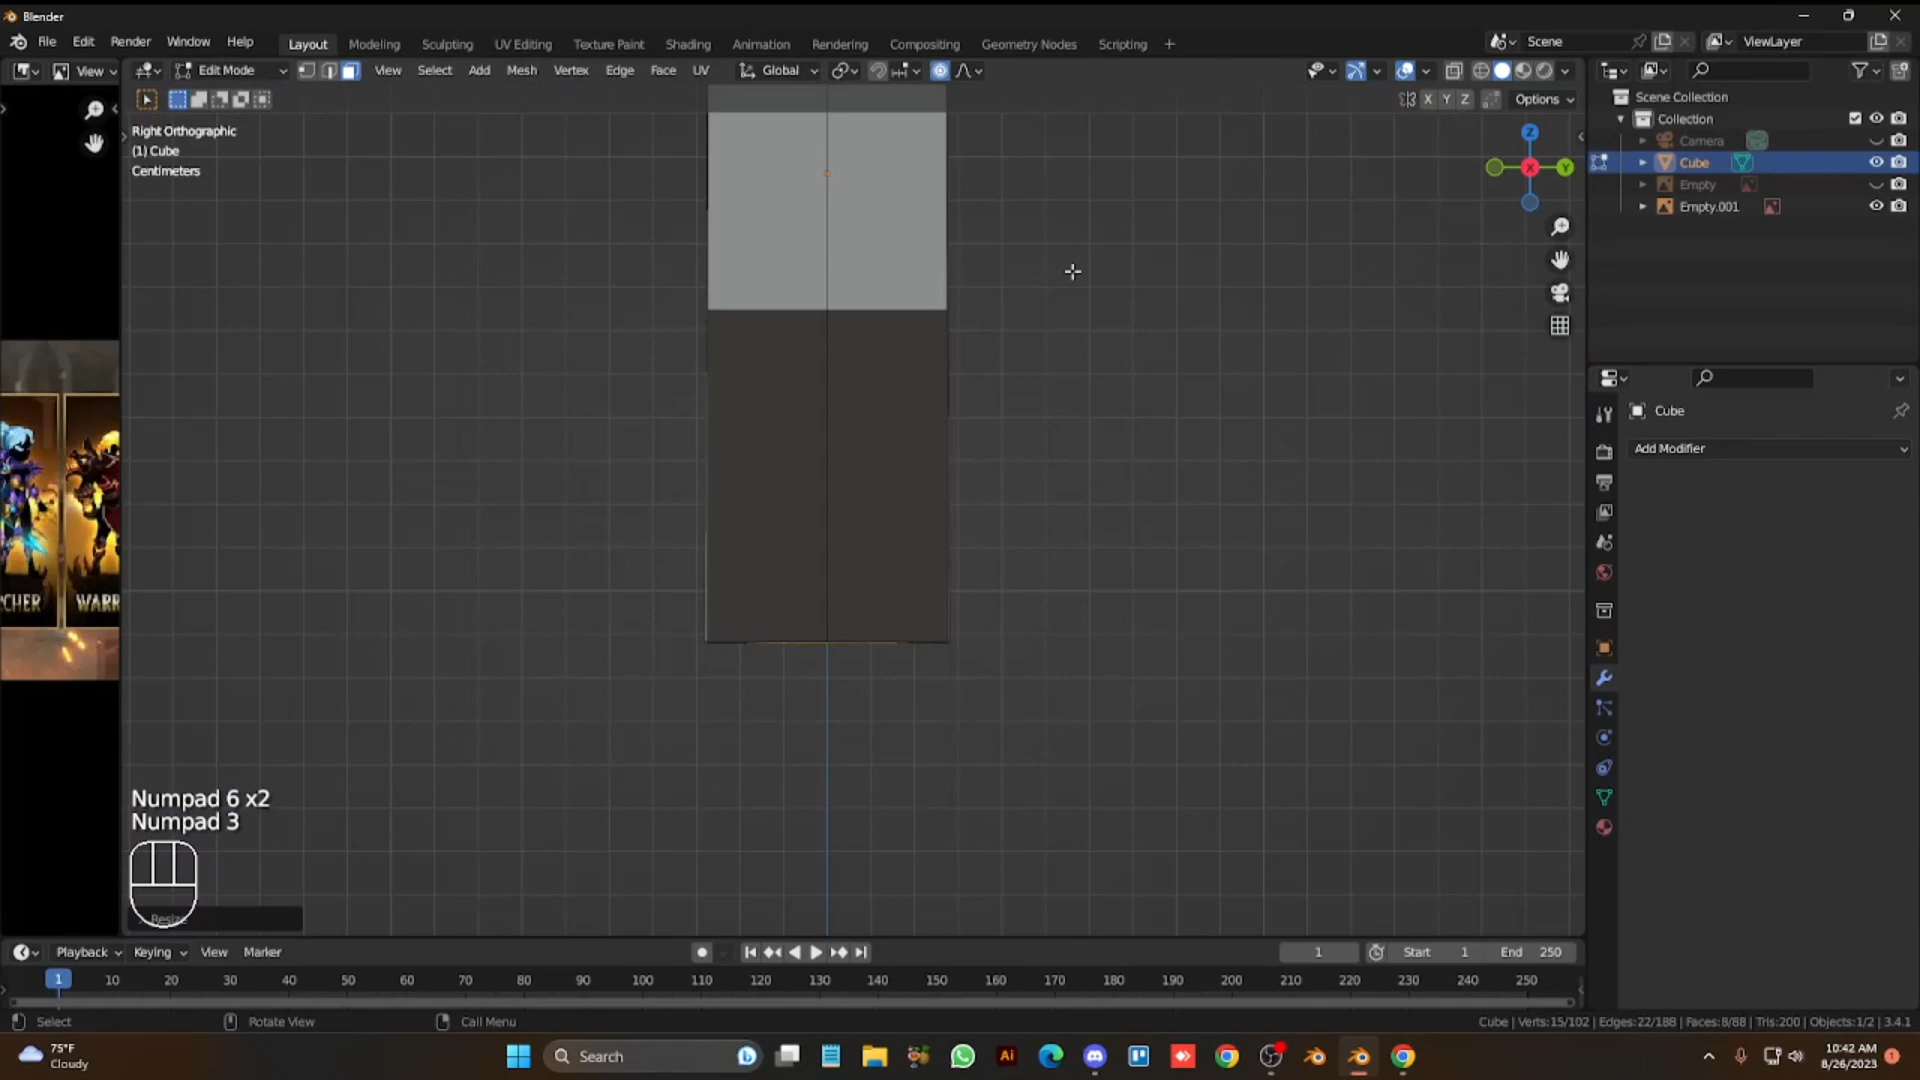 Blender
File Edit Render Window Help Layout Modeling Sculpting UV Editing Texture Paint Shading Animation Rendering Compositing Geometry Nodes Scripting + Scene ViewLayer
View Edit Mode View Select Add Mesh Vertex Edge Face UV Global
X Y Z Options
Scene Collection
Collection
Camera
Cube
Empty
Empty.001
Right Orthographic
(1) Cube
Centimeters
Z
X
Y
Cube
Add Modifier
CHER WARR
Numpad 6 x2
Numpad 3
Resize
Playback Keying View Marker 1 Start 1 End 250
1 10 20 30 40 50 60 70 80 90 100 110 120 130 140 150 160 170 180 190 200 210 220 230 240 250
Select Rotate View Call Menu Cube | Verts:15/102 | Edges:22/188 | Faces:8/88 | Tris:200 | Objects:1/2 | 3.4.1
75°F
Cloudy
Search
Ai
10:42 AM
8/26/2023
1